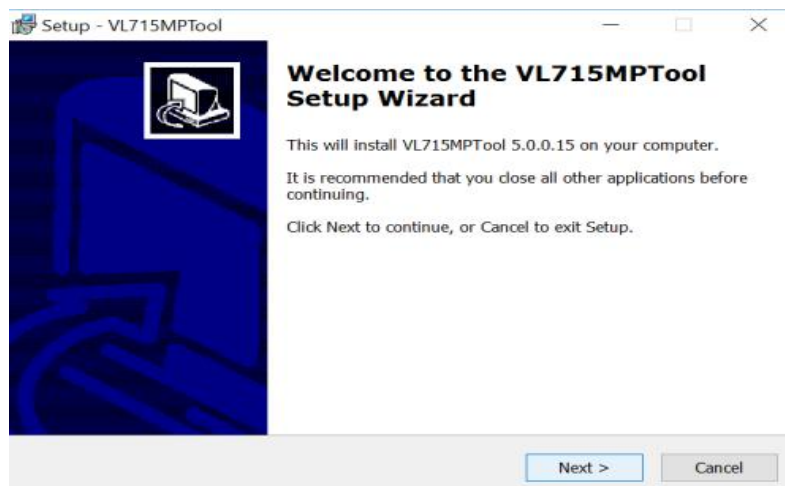 Setup - VL715MPTool
Welcome to the VL715MPTool
Setup Wizard
This will install VL715MPTool 5.0.0.15 on your computer.
It is recommended that you close all other applications before
continuing.
Click Next to continue, or Cancel to exit Setup.
Next >
Cancel